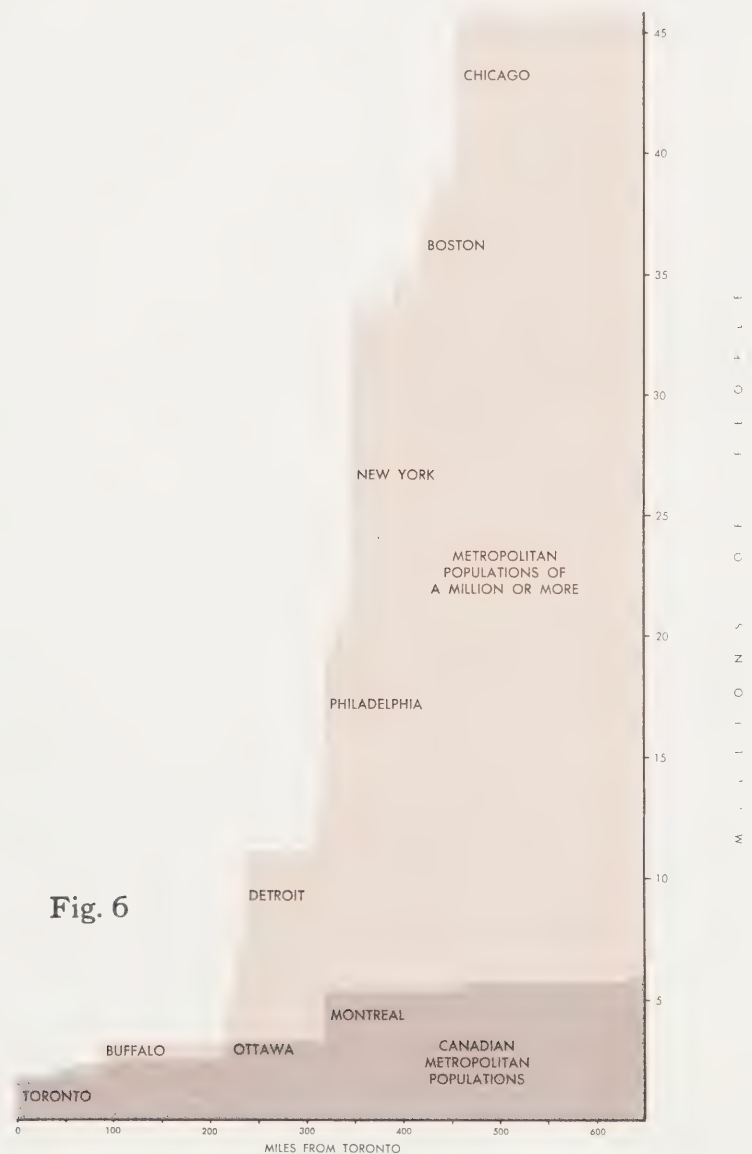 45
CHICAGO
40
BOSTON
35
30
NEW YORK
25
METROPOLITAN
POPULATIONS OF
A MILLION OR MORE
20
PHILADELPHIA
15
10
DETROIT
Fig. 6
5
MONTREAL
BUFFALO
OTTAWA
CANADIAN
METROPOLITAN
POPULATIONS
TORONTO
0 100 200 300 400 500 600
MILES FROM TORONTO